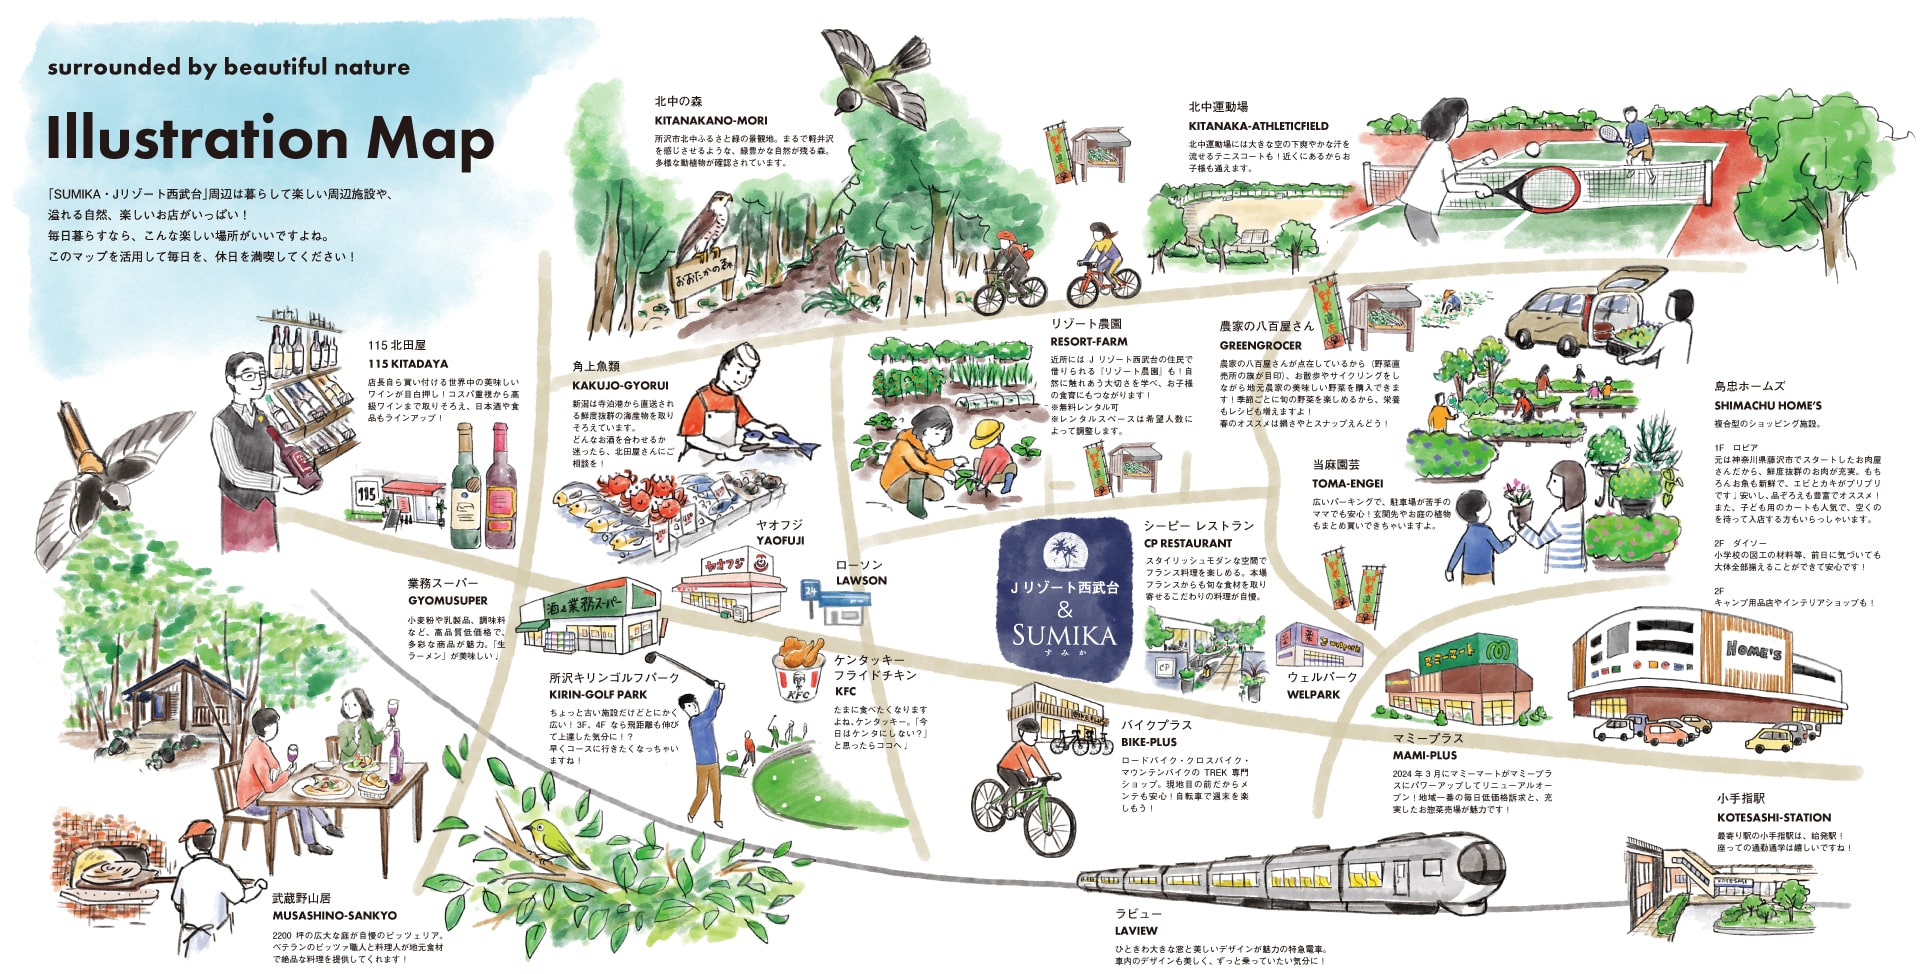 surrounded by beautiful nature
Illustration Map
「SUMIKA・Jリゾート西武台」周辺は暮らして楽しい周辺施設や、
溢れる自然、楽しいお店がいっぱい！
毎日暮らすなら、こんな楽しい場所がいいですよね。
このマップを活用して毎日を、休日を満喫してください！
北中の森
KITANAKANO-MORI
所沢市北中ふるさと緑の景観地。まるで軽井沢
を感じさせるような、緑豊かな自然が残る森。
多様な動植物が確認されています。
おおたかの森
北中運動場
KITANAKA-ATHLETICFIELD
北中運動場には大きな空の下爽やかな汗を
流せるテニスコートも！近くにあるからお
子様も通えます。
115 北田屋
115 KITADAYA
店長自ら買い付ける世界中の美味しい
ワインが目白押し！コスパ重視から高
級ワインまで取りそろえ、日本酒や食
品もラインアップ！
115
角上魚類
KAKUJO-GYORUI
新潟は寺泊港から直送され
る鮮度抜群の海産物を取り
そろえています。
どんなお酒を合わせるか
迷ったら、北田屋さんにご
相談を！
リゾート農園
RESORT-FARM
近所には J リゾート西武台の住民で
借りられる「リゾート農園」も！自
然に触れあう大切さを学べ、お子様
の食育にもつながります！
※無料レンタル可
※レンタルスペースは希望人数に
よって調整します。
農家の八百屋さん
GREENGROCER
農家の八百屋さんが点在しているから（野菜直
売所の旗が目印）、お散歩やサイクリングをし
ながら地元農家の美味しい野菜を購入できま
す！季節ごとに旬の野菜を楽しめるから、栄養
もレシピも増えますよ！
春のオススメは絹さやとスナップえんどう！
野菜直売
当麻園芸
TOMA-ENGEI
広いパーキングで、駐車場が苦手の
ママでも安心！玄関先やお庭の植物
もまとめ買いできちゃいますよ。
島忠ホームズ
SHIMACHU HOME'S
複合型のショッピング施設。
1F ロピア
元は神奈川県藤沢市でスタートしたお肉屋
さんだから、鮮度抜群のお肉が充実。もち
ろんお魚も新鮮で、エビとカキがプリプリ
です♩安いし、品ぞろえも豊富でオススメ！
また、子ども用のカートも人気で、空くの
を待って入店する方もいらっしゃいます。
2F ダイソー
小学校の図工の材料等、前日に気づいても
大体全部揃えることができて安心です！
2F
キャンプ用品店やインテリアショップも！
HOME'S
ヤオフジ
YAOFUJI
ヤオフジ
ローソン
LAWSON
24
業務スーパー
GYOMUSUPER
小麦粉や乳製品、調味料
など、高品質低価格で、
多彩な商品が魅力。「生
ラーメン」が美味しい♩
酒&業務スーパー
J リゾート西武台
&
SUMIKA
すみか
シーピー レストラン
CP RESTAURANT
スタイリッシュモダンな空間で
フランス料理を楽しめる。本場
フランスからも旬な食材を取り
寄せるこだわりの料理が自慢。
CP
薬
welpark
ウェルパーク
WELPARK
マミーマート
マミープラス
MAMI-PLUS
2024 年 3 月にマミーマートがマミープラ
スにパワーアップしてリニューアルオー
プン！地域一番の毎日低価格訴求と、充
実したお惣菜売場が魅力です！
所沢キリンゴルフパーク
KIRIN-GOLF PARK
ちょっと古い施設だけどとにかく
広い！3F、4F なら飛距離も伸び
て上達した気分に！？
早くコースに行きたくなっちゃい
ますね！
KFC
ケンタッキー
フライドチキン
KFC
たまに食べたくなります
よね、ケンタッキー。「今
日はケンタにしない？」
と思ったらココへ♩
バイクプラス
BIKE-PLUS
ロードバイク・クロスバイク・
マウンテンバイクの TREK 専門
ショップ。現地目の前だからメ
ンテも安心！自転車で週末を楽
しもう！
小手指駅
KOTESASHI-STATION
最寄り駅の小手指駅は、始発駅！
座っての通勤通学は嬉しいですね！
武蔵野山居
MUSASHINO-SANKYO
2200 坪の広大な庭が自慢のピッツェリア。
ベテランのピッツァ職人と料理人が地元食材
で絶品な料理を提供してくれます！
ラビュー
LAVIEW
ひときわ大きな窓と美しいデザインが魅力の特急電車。
車内のデザインも美しく、ずっと乗っていたい気分に！